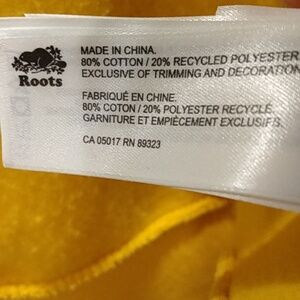 Roots
MADE IN CHINA.
80% COTTON / 20% RECYCLED POLYESTER
EXCLUSIVE OF TRIMMING AND DECORATION
FABRIQUÉ EN CHINE.
80% COTON / 20% POLYESTER RECYCLÉ
GARNITURE ET EMPIÈCEMENT EXCLUSIFS.
CA 05017 RN 89323